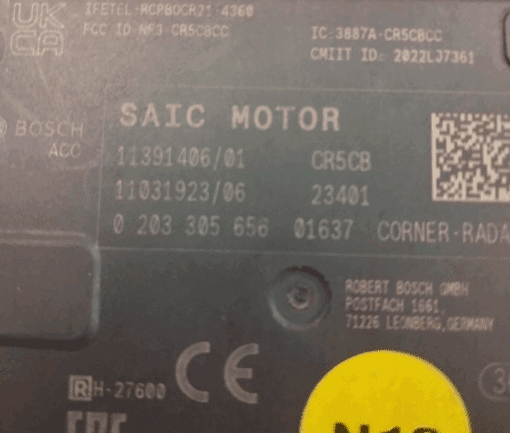 UK
CA
IFETEL-RCPBOCR21-4360
FCC ID NF3 CR5CBCC
IC:3887A-CR5CBCC
CMIIT ID: 2022LJ7361
BOSCH
ACC
SAIC MOTOR
11391406/01 CR5CB
11031923/06 23401
0 203 305 656 01637 CORNER-RADA
ROBERT BOSCH GMBH
POSTFACH 1661,
71226 LEONBERG,GERMANY
CE
R H-27600
N10